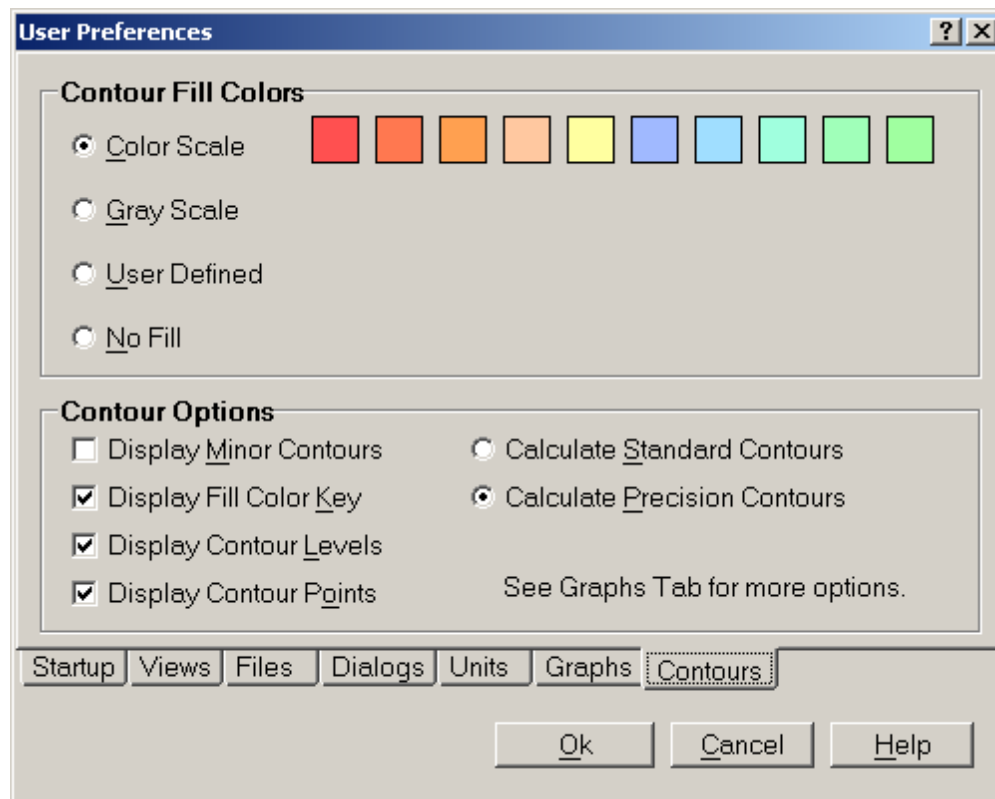 User Preferences
Contour Fill Colors
Color Scale
Gray Scale
User Defined
No Fill
Contour Options
Display Minor Contours
Calculate Standard Contours
Display Fill Color Key
Calculate Precision Contours
Display Contour Levels
Display Contour Points
See Graphs Tab for more options.
Startup Views Files Dialogs Units Graphs Contours
Ok Cancel Help